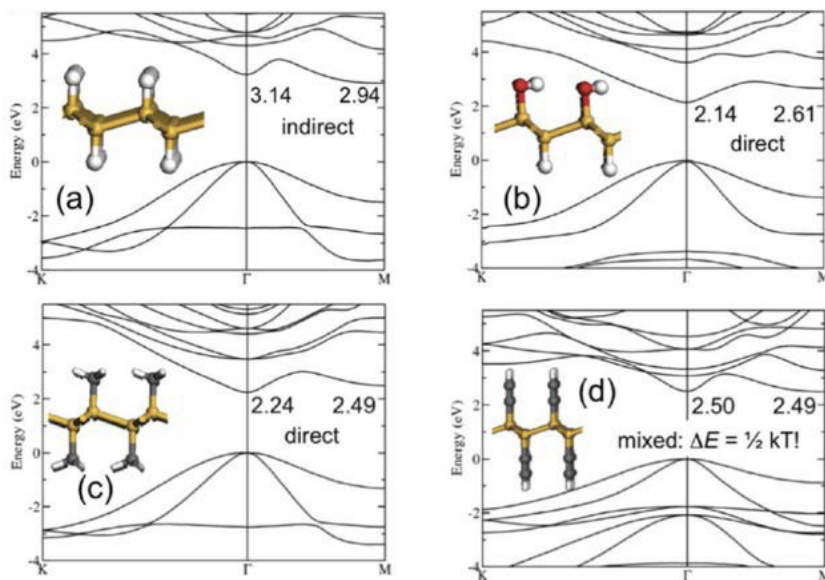 4
2
0
-2
-4
Energy (eV)
3.14 2.94
indirect
(a)
K Γ M
4
2
0
-2
-4
Energy (eV)
2.14 2.61
direct
(b)
K Γ M
4
2
0
-2
-4
Energy (eV)
2.24 2.49
direct
(c)
K Γ M
4
2
0
-2
-4
Energy (eV)
(d)
2.50 2.49
mixed: ΔE = ½ kT!
K Γ M